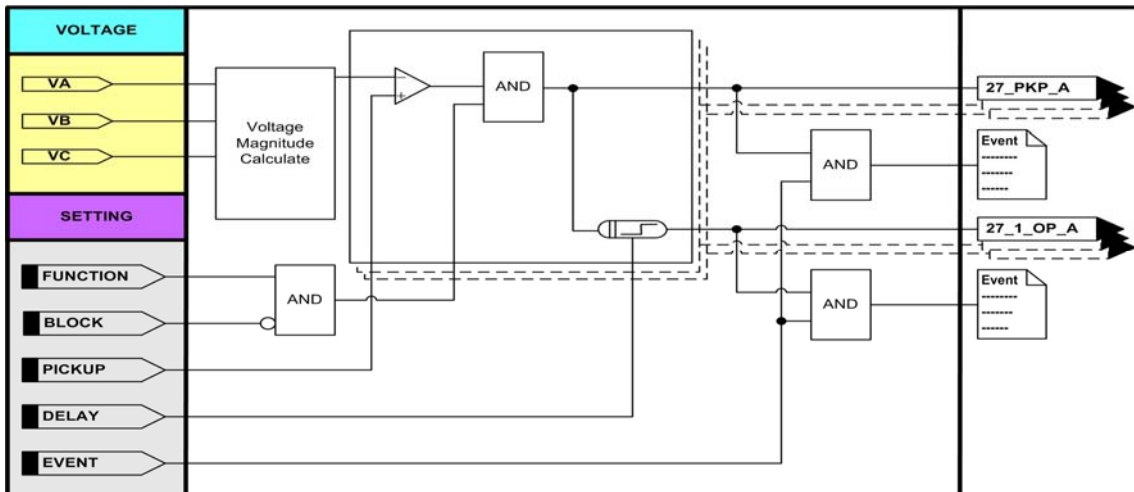 VOLTAGE
VA
VB
VC
Voltage
Magnitude
Calculate
AND
27_PKP_A
AND
Event
--------
-------
------
SETTING
27_1_OP_A
FUNCTION
BLOCK
PICKUP
DELAY
EVENT
AND
AND
Event
--------
-------
------